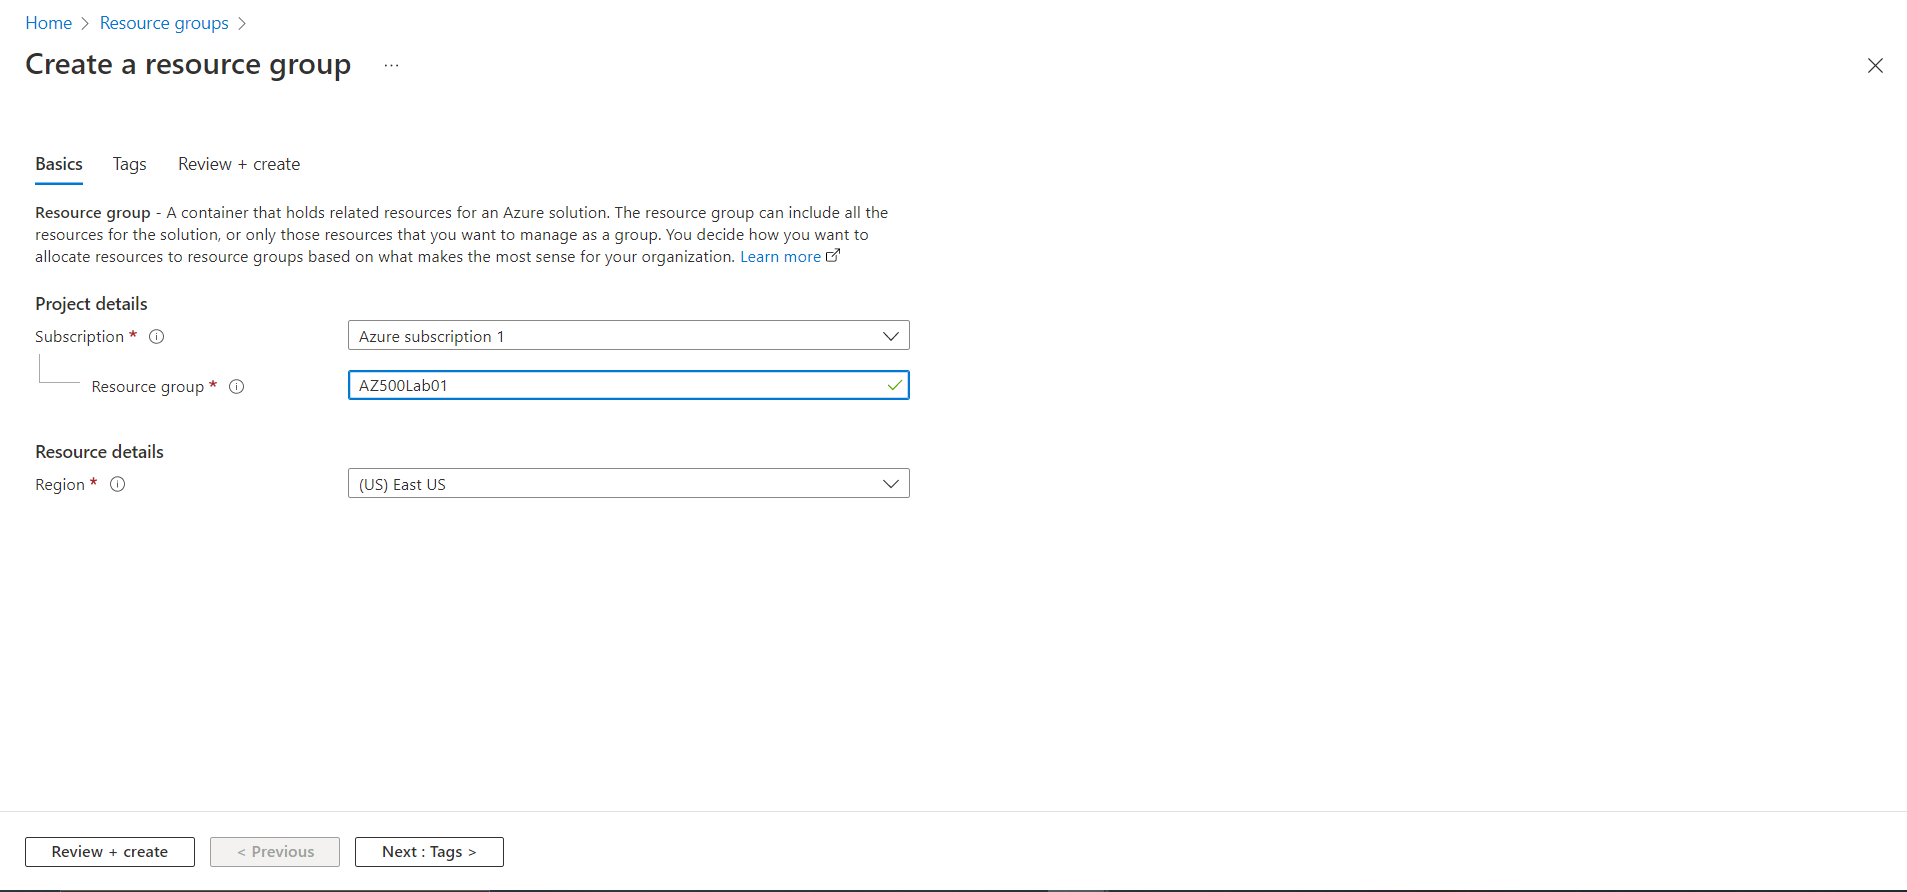 Home > Resource groups >
Create a resource group ...
Basics Tags Review + create
Resource group - A container that holds related resources for an Azure solution. The resource group can include all the
resources for the solution, or only those resources that you want to manage as a group. You decide how you want to
allocate resources to resource groups based on what makes the most sense for your organization. Learn more
Project details
Subscription * Azure subscription 1
Resource group * AZ500Lab01
Resource details
Region * (US) East US
Review + create < Previous Next : Tags >